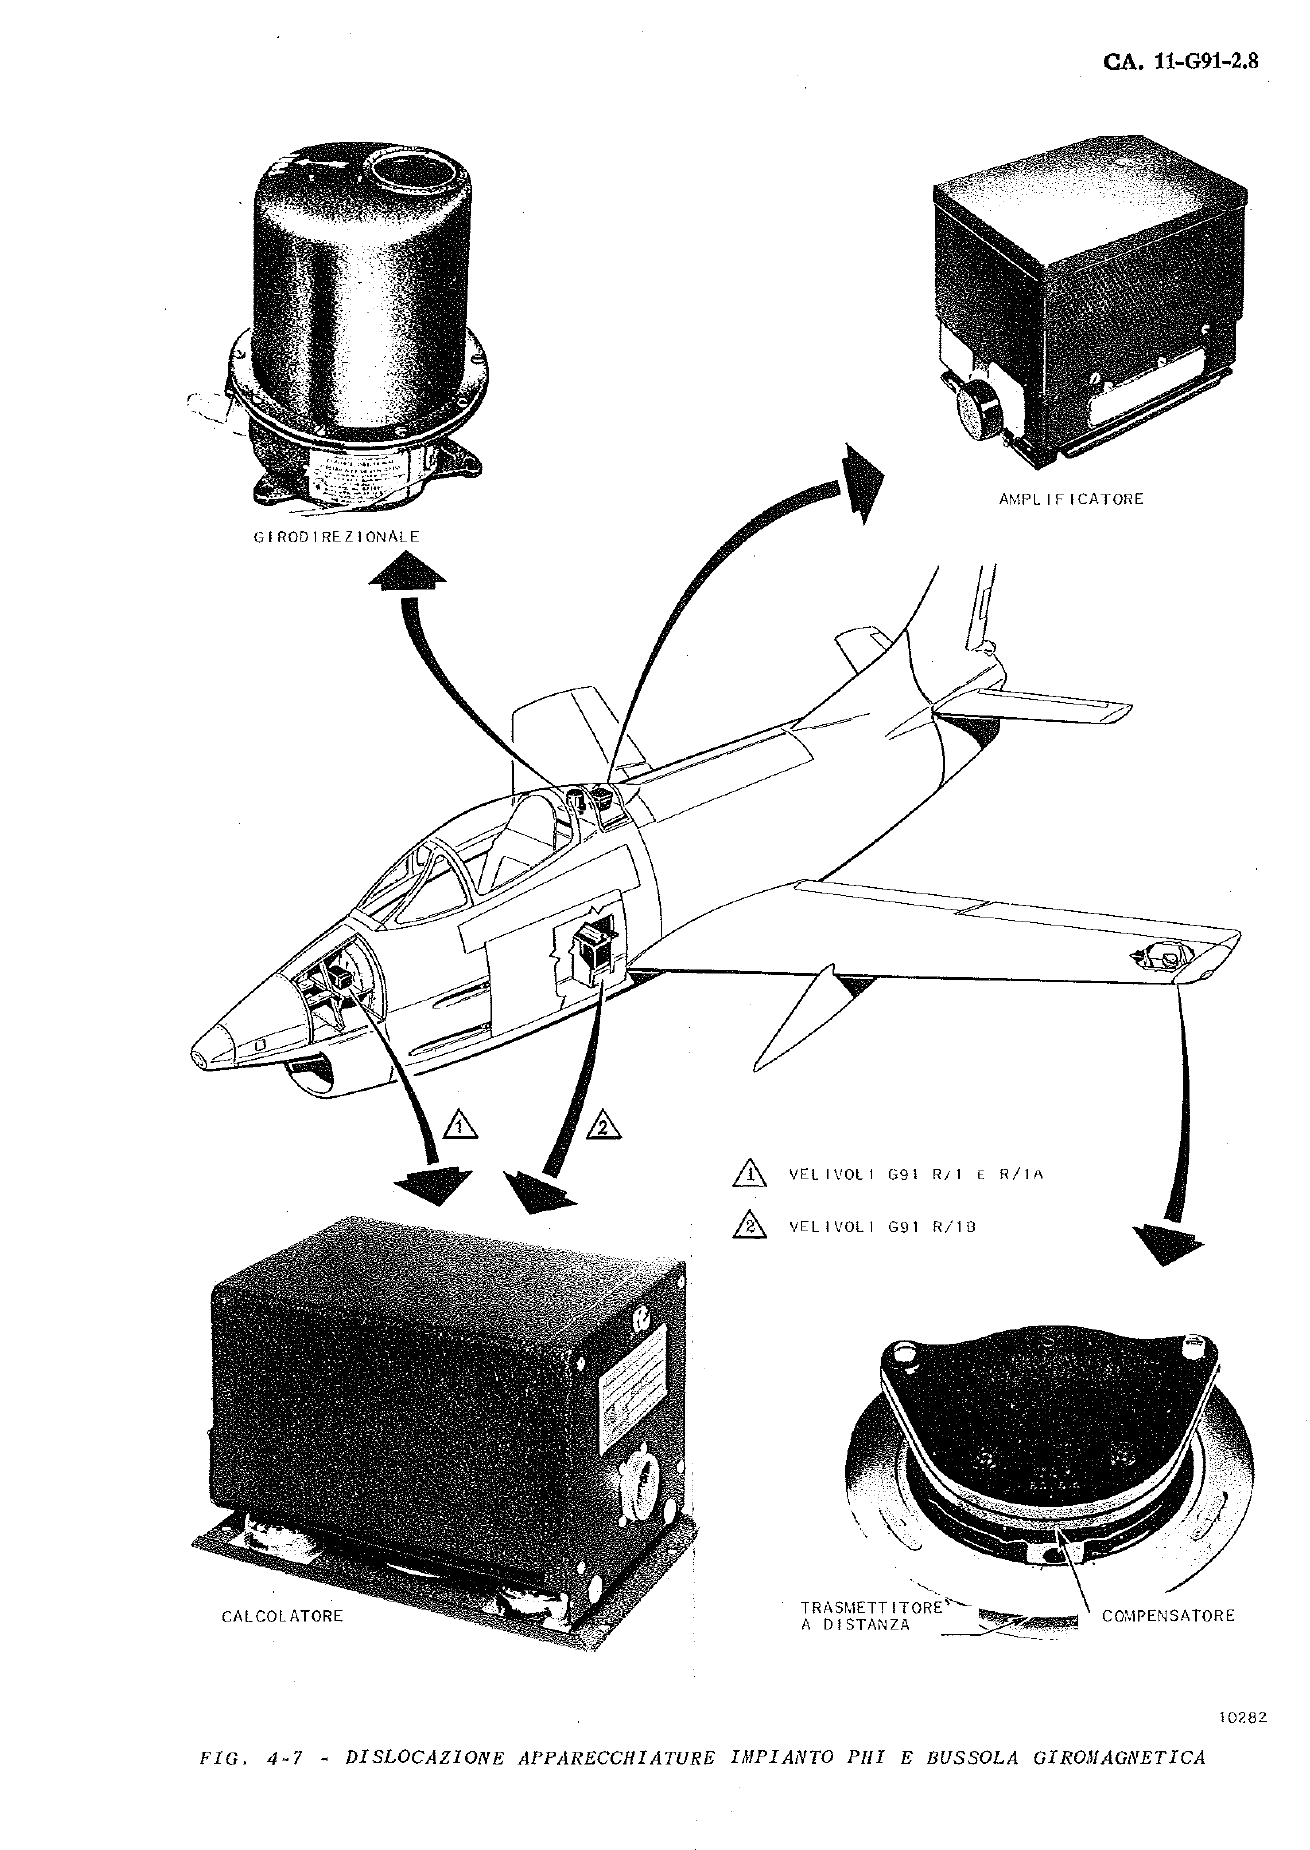 CA. 11-G91-2.8
GIRODIREZIONALE
AMPLIFICATORE
1
2
1 VELIVOLI G91 R/1 E R/1A
2 VELIVOLI G91 R/1B
CALCOLATORE
TRASMETTITORE
A DISTANZA
COMPENSATORE
10282
FIG. 4-7 - DISLOCAZIONE APPARECCHIATURE IMPIANTO PHI E BUSSOLA GIROMAGNETICA